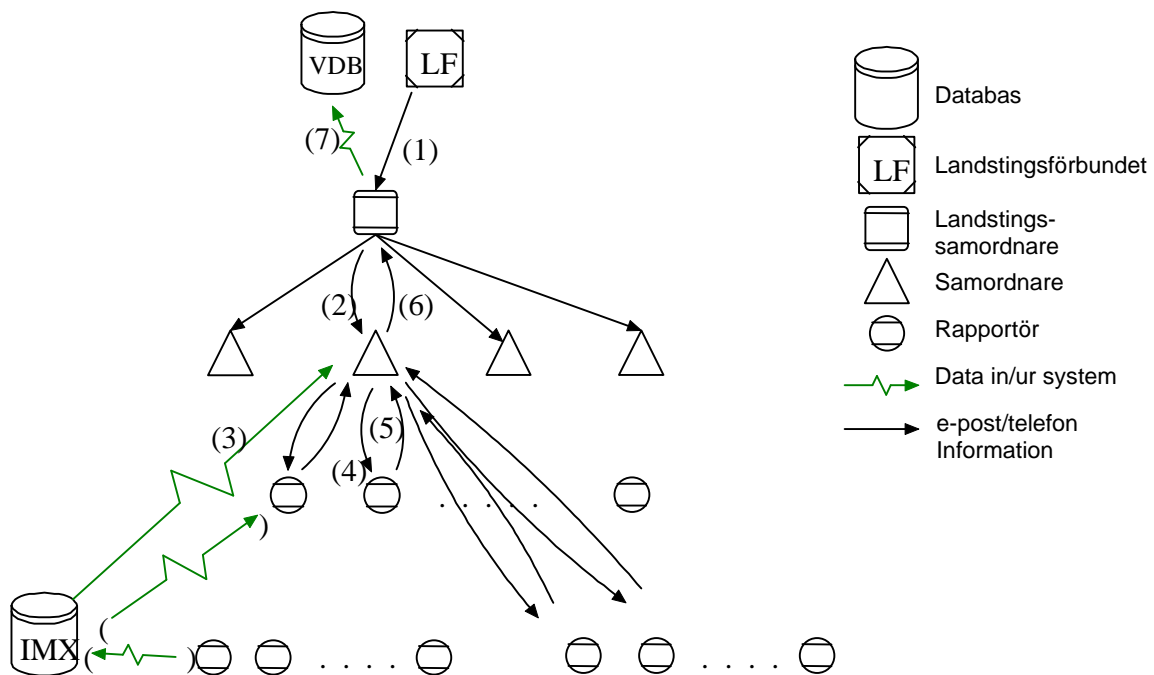 VDB
LF
(7)
(1)
(2)
(6)
(3)
(5)
(4)
. . . . .
)
(
IMX
(
)
. . . .
. . . .
Databas
LF
Landstingsförbundet
Landstings-
samordnare
Samordnare
Rapportör
Data in/ur system
e-post/telefon
Information